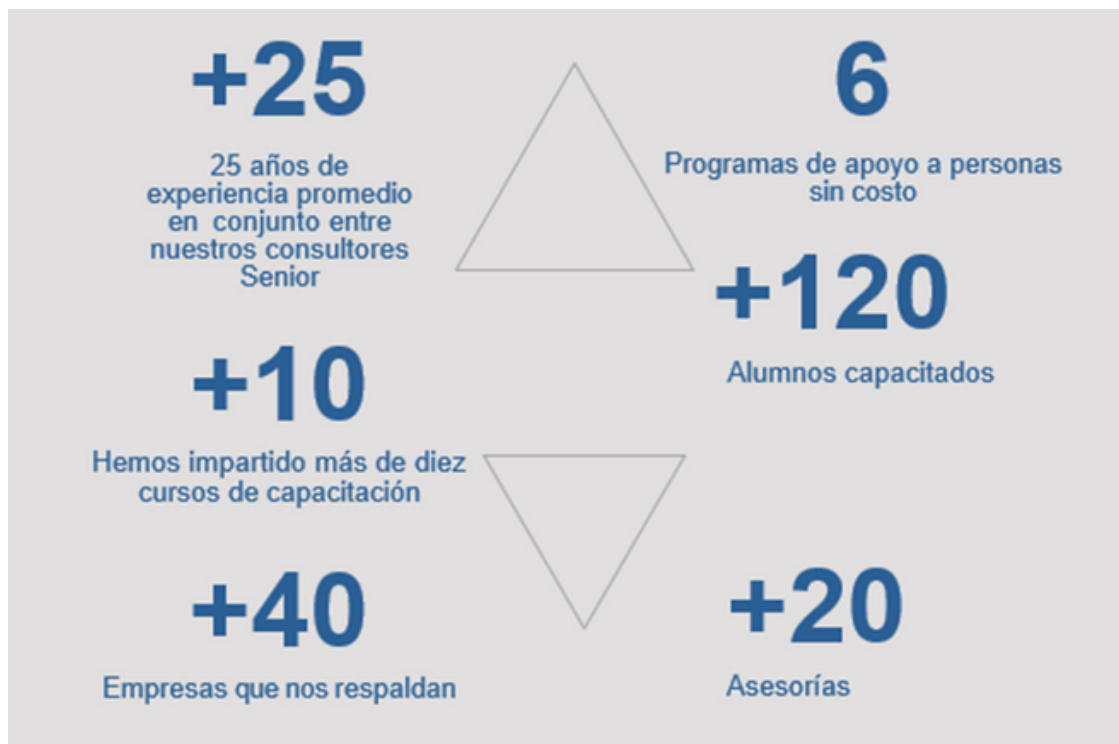 +25
25 años de
experiencia promedio
en conjunto entre
nuestros consultores
Senior
6
Programas de apoyo a personas
sin costo
+120
Alumnos capacitados
+10
Hemos impartido más de diez
cursos de capacitación
+40
Empresas que nos respaldan
+20
Asesorías